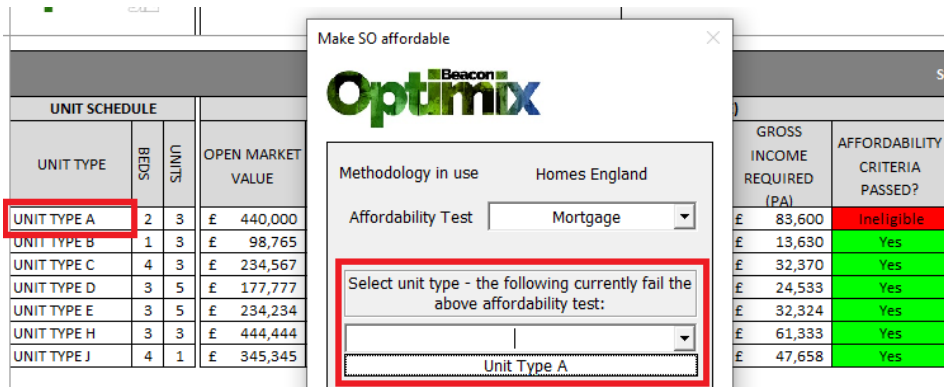 Make SO affordable
Beacon
Optimix
S
UNIT SCHEDULE
)
UNIT TYPE
BEDS
UNITS
OPEN MARKET
VALUE
GROSS
INCOME
REQUIRED
(PA)
AFFORDABILITY
CRITERIA
PASSED?
Methodology in use Homes England
Affordability Test Mortgage
Select unit type - the following currently fail the
above affordability test:
Unit Type A
UNIT TYPE A 2 3 £ 440,000 £ 83,600 Ineligible
UNIT TYPE B 1 3 £ 98,765 £ 13,630 Yes
UNIT TYPE C 4 3 £ 234,567 £ 32,370 Yes
UNIT TYPE D 3 5 £ 177,777 £ 24,533 Yes
UNIT TYPE E 3 5 £ 234,234 £ 32,324 Yes
UNIT TYPE H 3 3 £ 444,444 £ 61,333 Yes
UNIT TYPE J 4 1 £ 345,345 £ 47,658 Yes